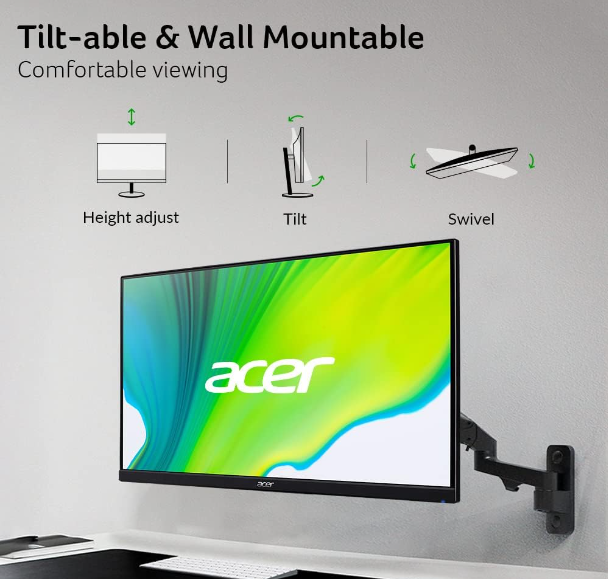 Tilt-able & Wall Mountable
Comfortable viewing
Height adjust
Tilt
Swivel
acer
acer